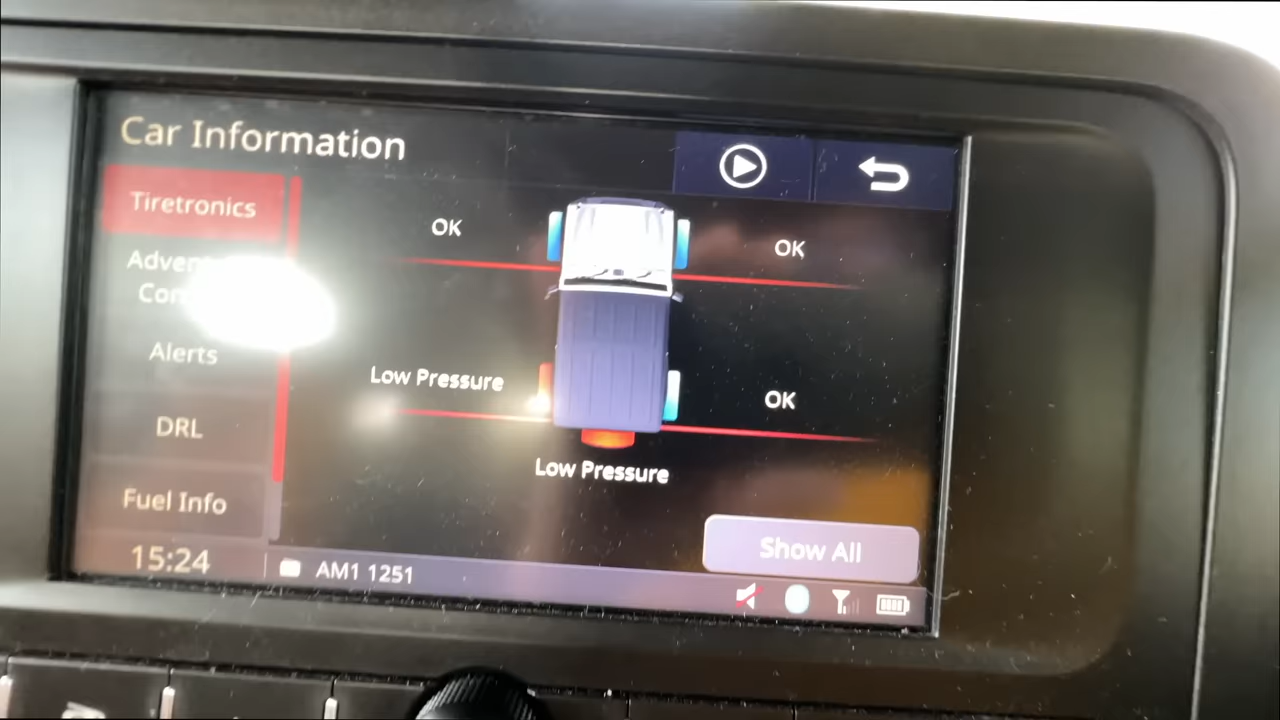 Car Information
Tiretronics
OK
OK
Alerts
Low Pressure
OK
DRL
Low Pressure
Fuel Info
Show All
15:24
AM1 1251